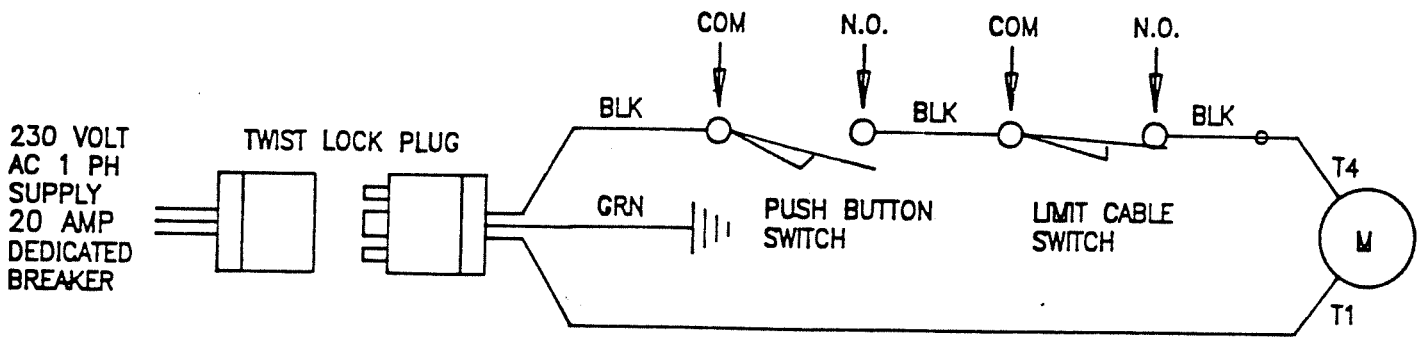 COM
N.O.
COM
N.O.
BLK
BLK
BLK
230 VOLT
AC 1 PH
SUPPLY
20 AMP
DEDICATED
BREAKER
TWIST LOCK PLUG
GRN
PUSH BUTTON
SWITCH
LIMIT CABLE
SWITCH
T4
M
T1